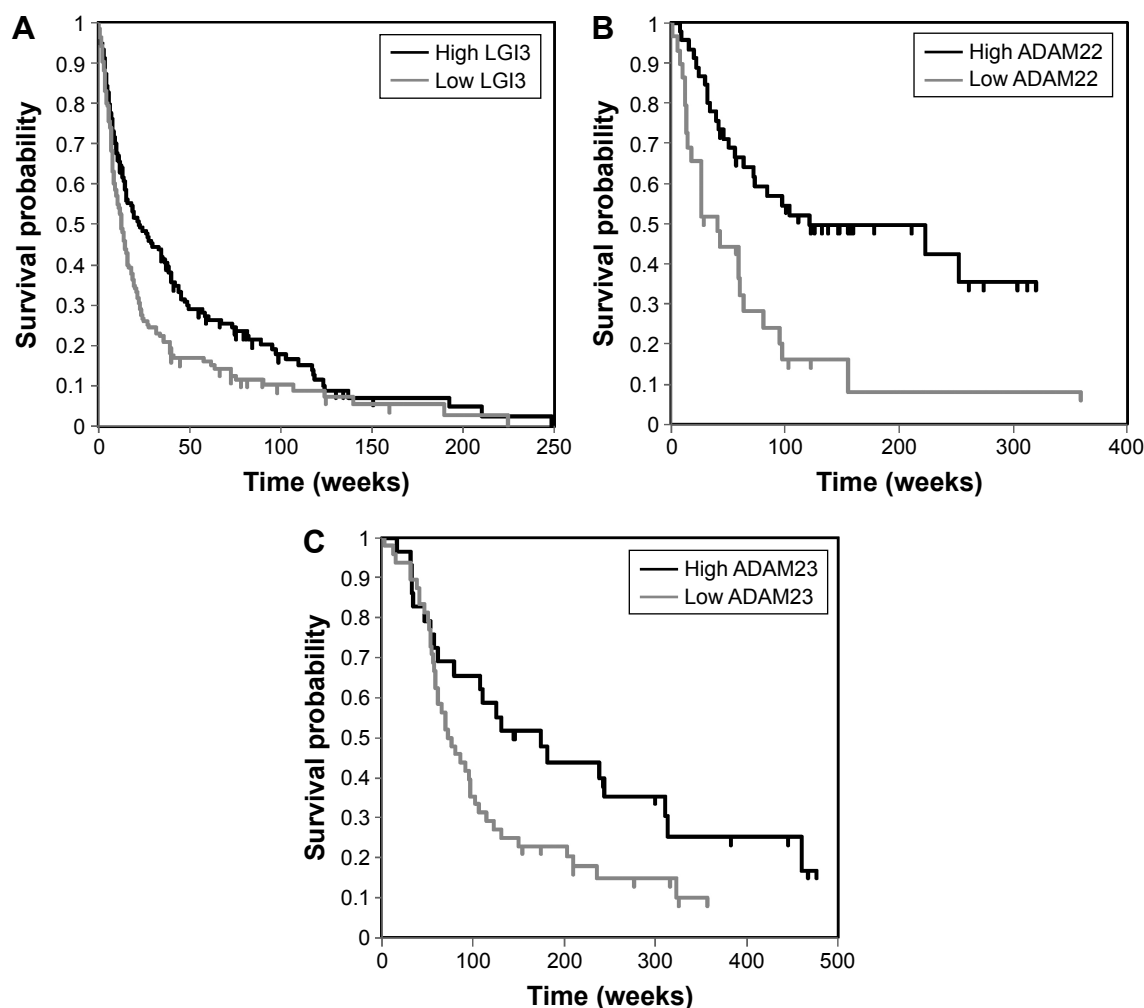 A
1
0.9
0.8
0.7
0.6
0.5
0.4
0.3
0.2
0.1
0
Survival probability
High LGI3
Low LGI3
0 50 100 150 200 250
Time (weeks)
B
1
0.9
0.8
0.7
0.6
0.5
0.4
0.3
0.2
0.1
0
Survival probability
High ADAM22
Low ADAM22
0 100 200 300 400
Time (weeks)
C
1
0.9
0.8
0.7
0.6
0.5
0.4
0.3
0.2
0.1
0
Survival probability
High ADAM23
Low ADAM23
0 100 200 300 400 500
Time (weeks)